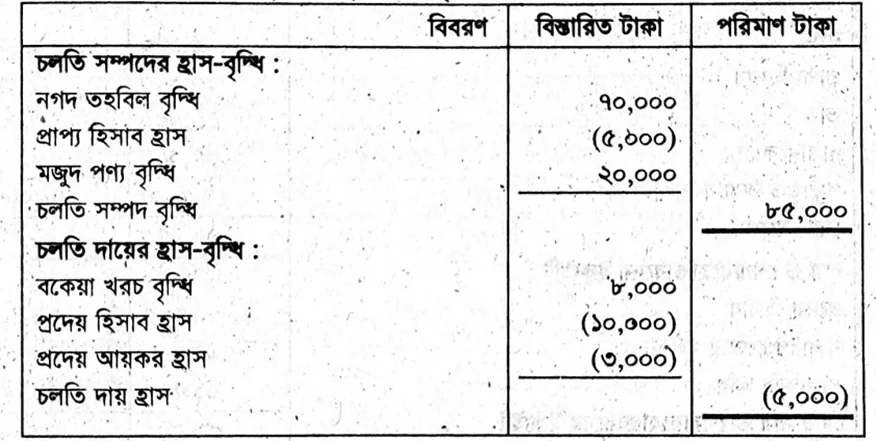 বিবরণ বিস্তারিত টাকা পরিমাণ টাকা
চলতি সম্পদের হ্রাস-বৃদ্ধি :
নগদ তহবিল বৃদ্ধি ৭০,০০০
প্রাপ্য হিসাব হ্রাস (৫,০০০)
মজুদ পণ্য বৃদ্ধি ২০,০০০
চলতি সম্পদ বৃদ্ধি ৮৫,০০০
চলতি দায়ের হ্রাস-বৃদ্ধি :
বকেয়া খরচ বৃদ্ধি ৮,০০০
প্রদেয় হিসাব হ্রাস (১০,০০০)
প্রদেয় আয়কর হ্রাস (৩,০০০)
চলতি দায় হ্রাস (৫,০০০)